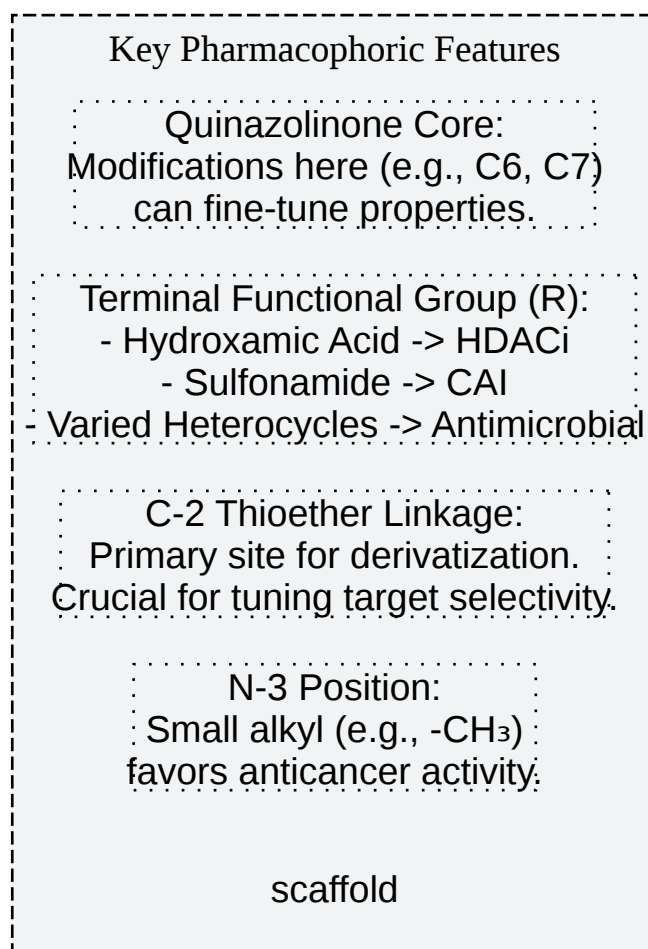 Key Pharmacophoric Features
Quinazolinone Core:
Modifications here (e.g., C6, C7)
can fine-tune properties.
Terminal Functional Group (R):
- Hydroxamic Acid -> HDACi
- Sulfonamide -> CAI
- Varied Heterocycles -> Antimicrobial
C-2 Thioether Linkage:
Primary site for derivatization.
Crucial for tuning target selectivity.
N-3 Position:
Small alkyl (e.g., -CH₃)
favors anticancer activity.
scaffold